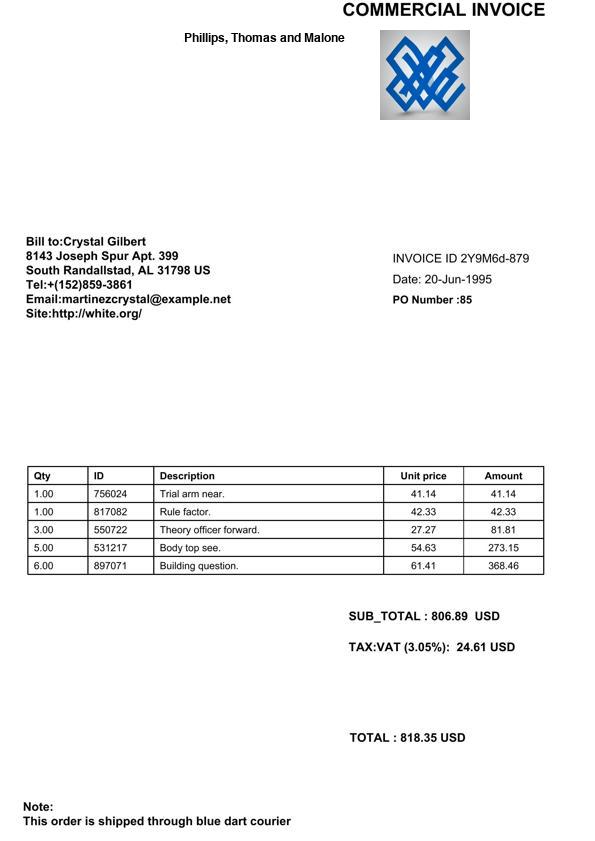 COMMERCIAL INVOICE
Phillips, Thomas and Malone
Bill to:Crystal Gilbert
8143 Joseph Spur Apt. 399
South Randallstad, AL 31798 US
Tel:+(152)859-3861
Email:martinezcrystal@example.net
Site:http://white.org/
INVOICE ID 2Y9M6d-879
Date: 20-Jun-1995
PO Number :85
Qty ID Description Unit price Amount
1.00 756024 Trial arm near. 41.14 41.14
1.00 817082 Rule factor. 42.33 42.33
3.00 550722 Theory officer forward. 27.27 81.81
5.00 531217 Body top see. 54.63 273.15
6.00 897071 Building question. 61.41 368.46
SUB_TOTAL : 806.89 USD
TAX:VAT (3.05%): 24.61 USD
TOTAL : 818.35 USD
Note:
This order is shipped through blue dart courier